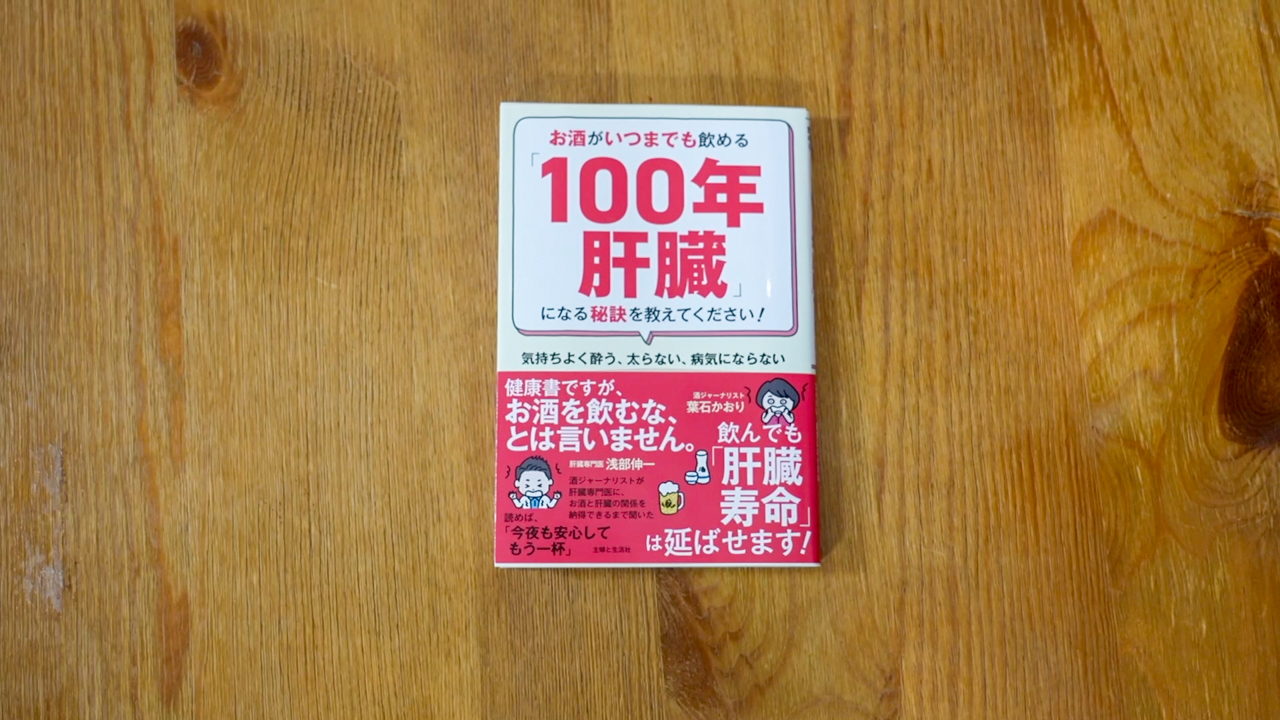 お酒がいつまでも飲める
「100年
肝臓」
になる秘訣を教えてください!
気持ちよく酔う、太らない、病気にならない
健康書ですが、
お酒を飲むな、
とは言いません。
肝臓専門医 浅部伸一
酒ジャーナリスト
葉石かおり
飲んでも
「肝臓
寿命」
は延ばせます!
酒ジャーナリストが
肝臓専門医に、
お酒と肝臓の関係を
納得できるまで聞いた
読めば、
「今夜も安心して
もう一杯」
主婦と生活社